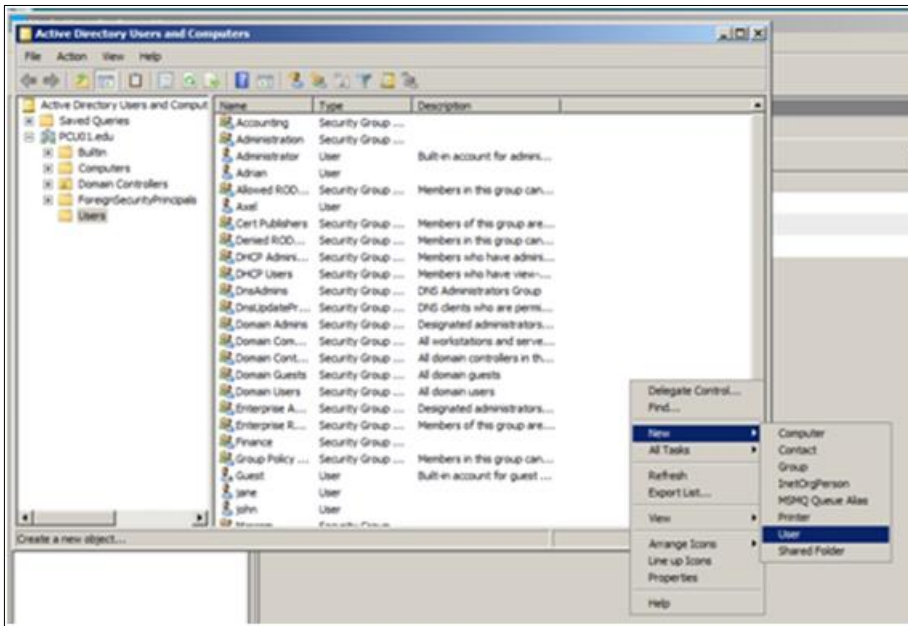 Active Directory Users and Computers
File Action View Help
Active Directory Users and Comput
Saved Queries
PCU01.edu
Builtin
Computers
Domain Controllers
ForeignSecurityPrincipals
Users
Name Type Description
Accounting Security Group ...
Administration Security Group ...
Administrator User Built-in account for admini...
Adrian User
Allowed ROD... Security Group ... Members in this group can...
Axel User
Cert Publishers Security Group ... Members of this group are...
Denied ROD... Security Group ... Members in this group can...
DHCP Admini... Security Group ... Members who have admini...
DHCP Users Security Group ... Members who have view-...
DnsAdmins Security Group ... DNS Administrators Group
DnsUpdatePr... Security Group ... DNS clients who are permi...
Domain Admins Security Group ... Designated administrators...
Domain Com... Security Group ... All workstations and serve...
Domain Cont... Security Group ... All domain controllers in th...
Domain Guests Security Group ... All domain guests
Domain Users Security Group ... All domain users
Enterprise A... Security Group ... Designated administrators...
Enterprise R... Security Group ... Members of this group are...
Finance Security Group ...
Group Policy ... Security Group ... Members in this group can...
Guest User Built-in account for guest ...
jane User
john User
Create a new object...
Delegate Control...
Find...
New
All Tasks
Refresh
Export List...
View
Arrange Icons
Line up Icons
Properties
Help
Computer
Contact
Group
InetOrgPerson
MSMQ Queue Alias
Printer
User
Shared Folder